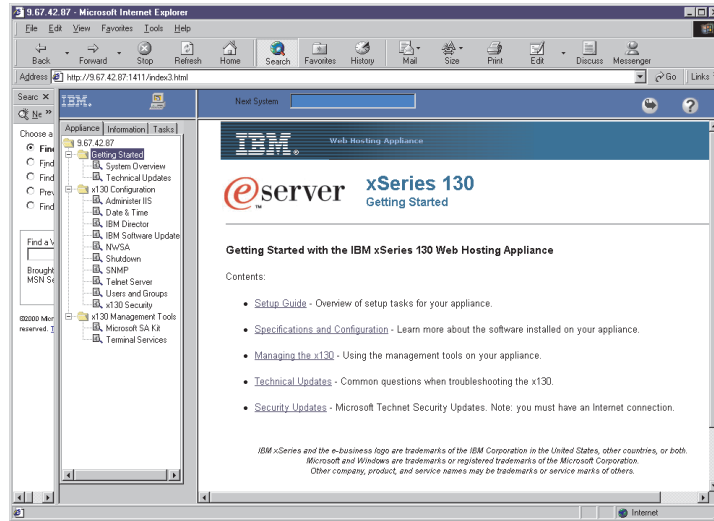 9.67.42.87 - Microsoft Internet Explorer
File Edit View Favorites Tools Help
Back Forward Stop Refresh Home Search Favorites History Mail Size Print Edit Discuss Messenger
Address http://9.67.42.87:1411/index3.html Go Links
Searc
Ne
Choose a
Find
Find
Find
Prev
Find
Find a
Brought
MSN Se
©2000
reserved.
IBM.
Next System
Appliance Information Tasks
9.67.42.87
Getting Started
System Overview
Technical Updates
x130 Configuration
Administer IIS
Date & Time
IBM Director
IBM Software Update
NWSA
Shutdown
SNMP
Telnet Server
Users and Groups
x130 Security
x130 Management Tools
Microsoft SA Kit
Terminal Services
IBM® Web Hosting Appliance
e server™ xSeries 130
Getting Started
Getting Started with the IBM xSeries 130 Web Hosting Appliance
Contents:
• Setup Guide - Overview of setup tasks for your appliance.
• Specifications and Configuration - Learn more about the software installed on your appliance.
• Managing the x130 - Using the management tools on your appliance.
• Technical Updates - Common questions when troubleshooting the x130.
• Security Updates - Microsoft Technet Security Updates. Note: you must have an Internet connection.
IBM xSeries and the e-business logo are trademarks of the IBM Corporation in the United States, other countries, or both.
Microsoft and Windows are trademarks or registered trademarks of the Microsoft Corporation.
Other company, product, and service names may be trademarks or service marks of others.
Internet